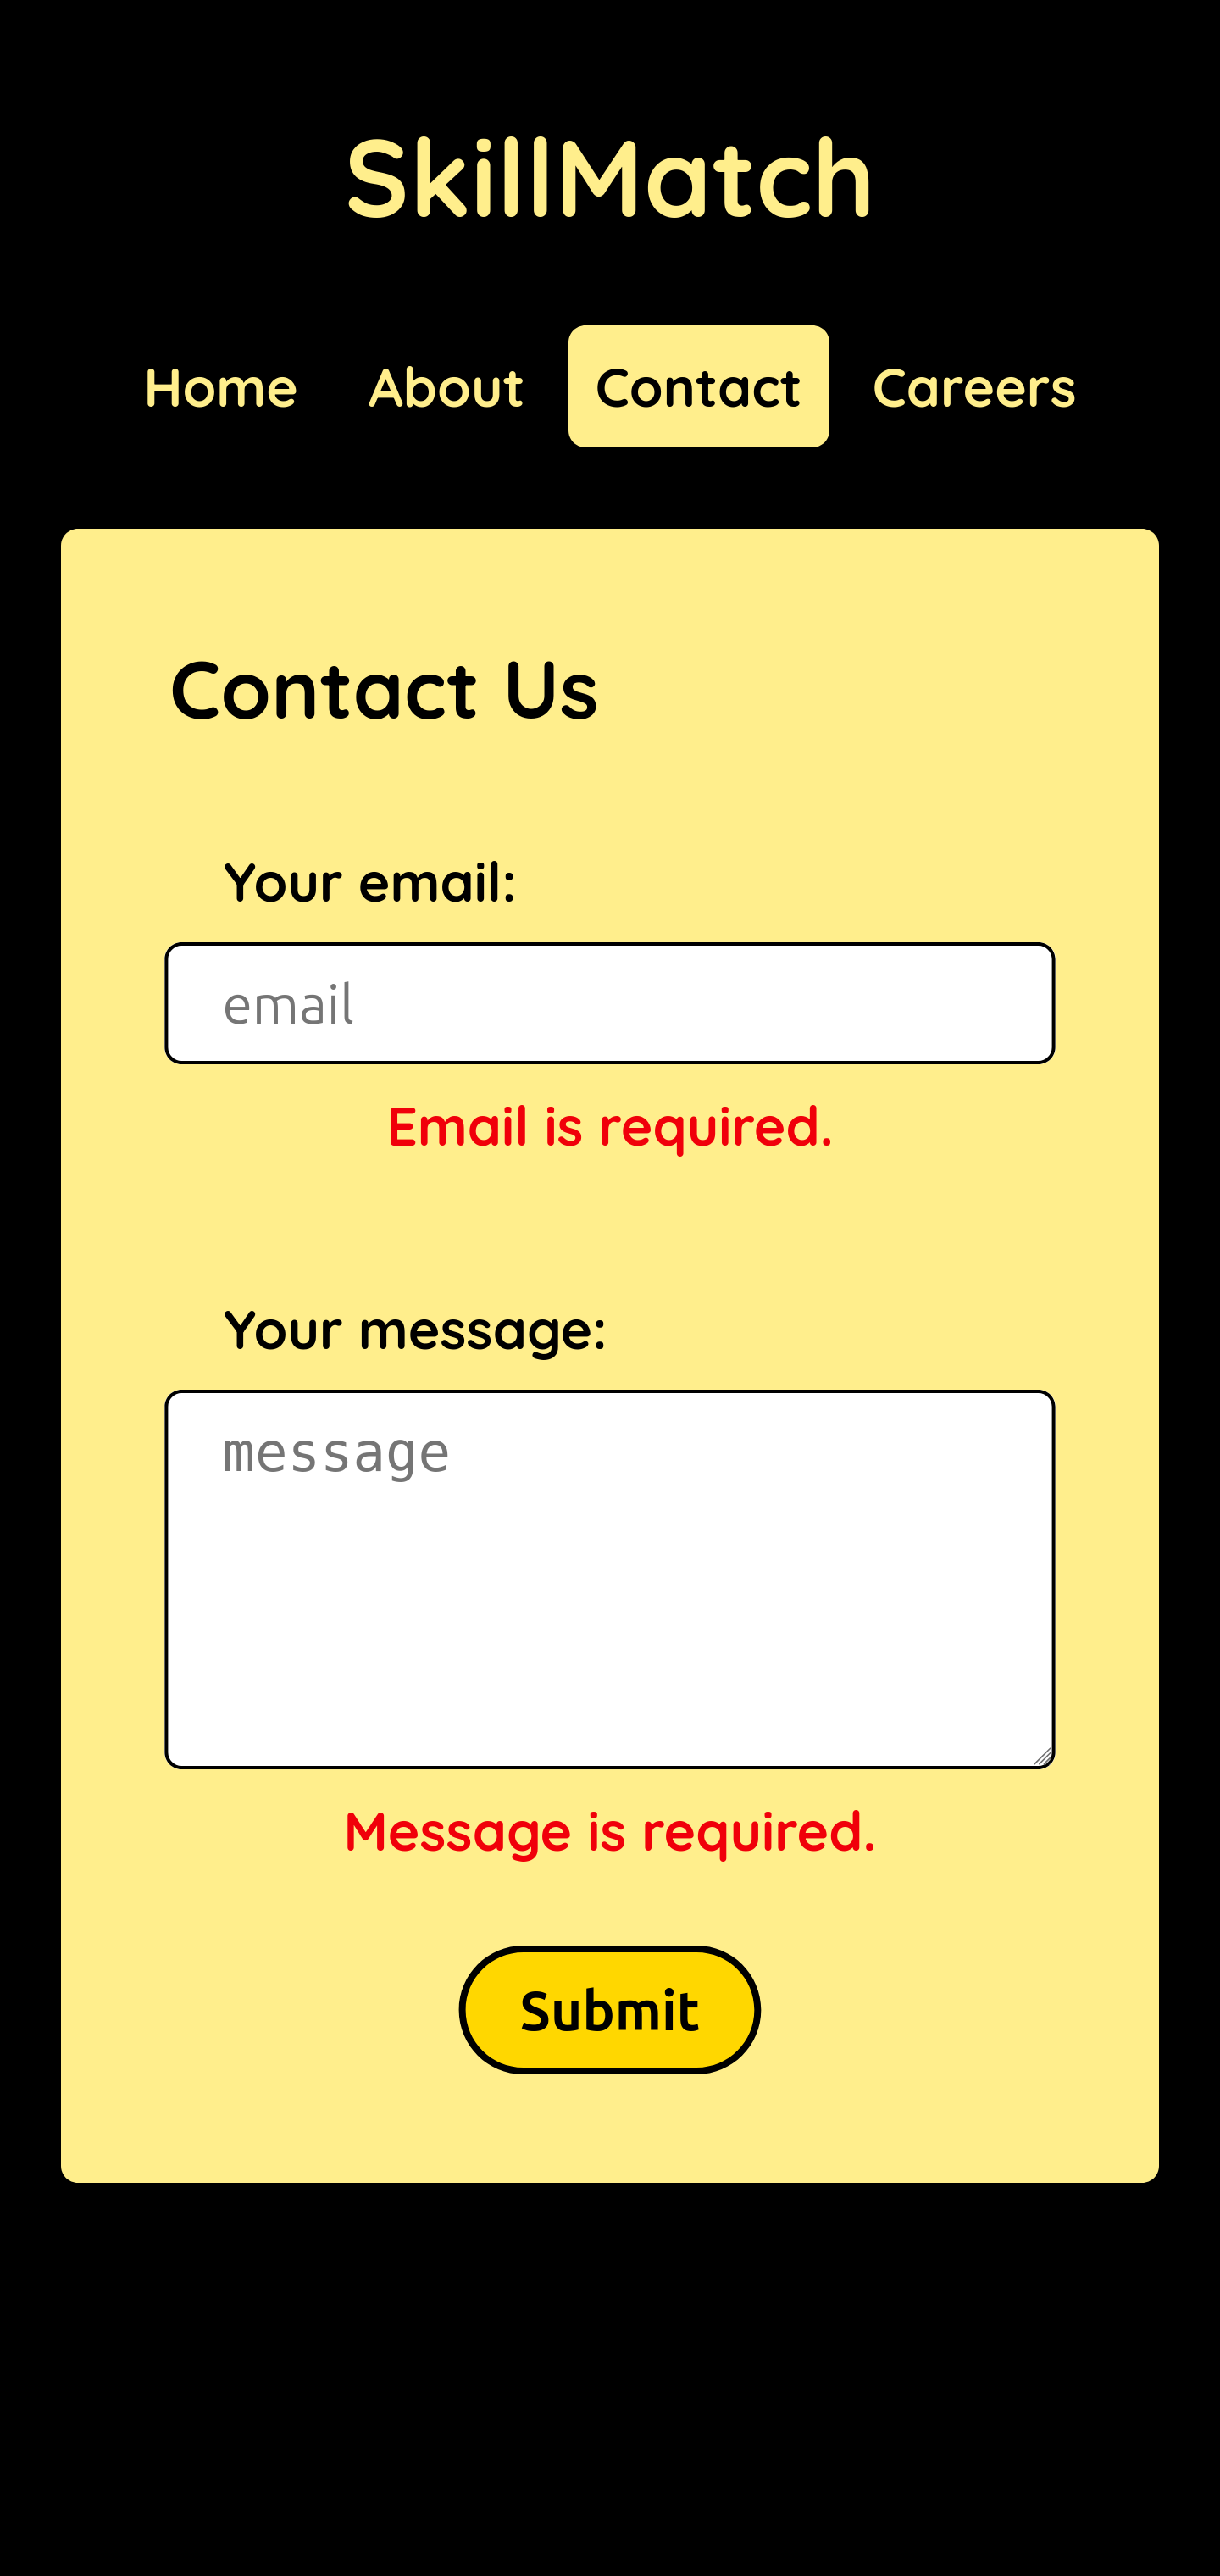 SkillMatch
Home About Contact Careers
Contact Us
Your email:
email
Email is required.
Your message:
message
Message is required.
Submit